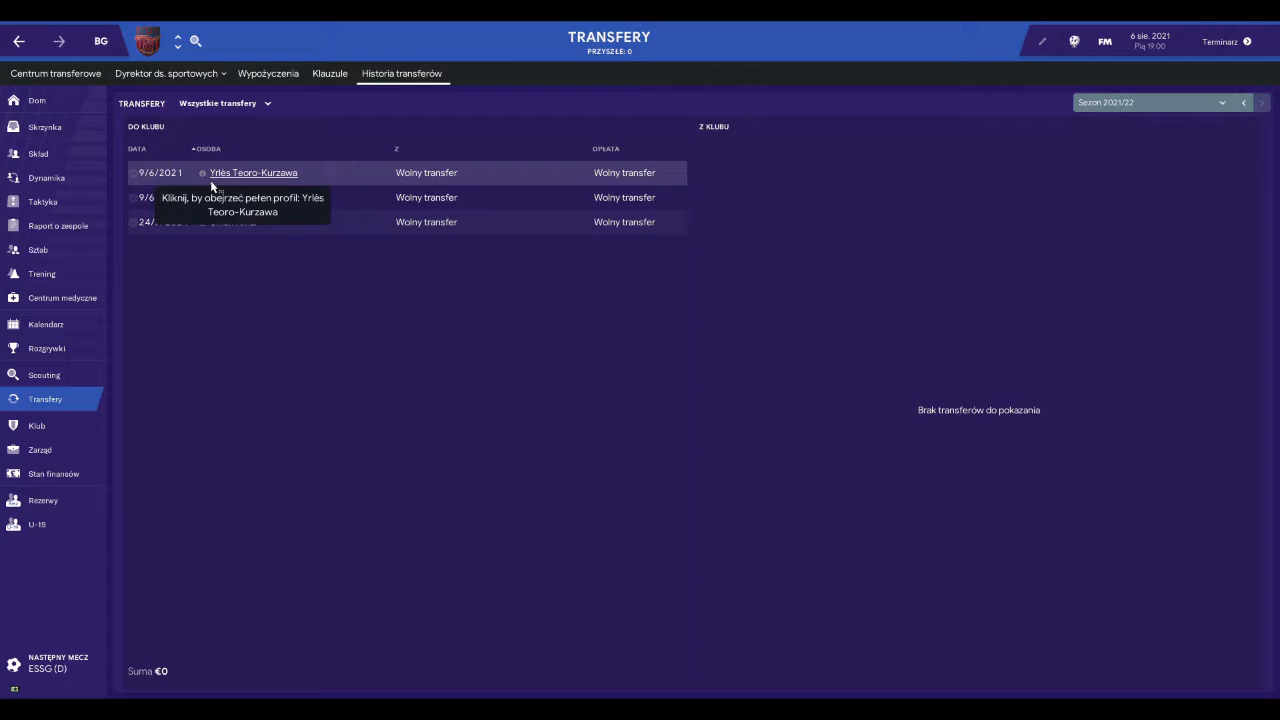 BG
TRANSFERY
PRZYSZŁE: 0
FM
6 sie. 2021
Pią 19:00
Terminarz
Centrum transferowe
Dyrektor ds. sportowych
Wypożyczenia
Klauzule
Historia transferów
Dom
Skrzynka
Skład
Dynamika
Taktyka
Raport o zespole
Sztab
Trening
Centrum medyczne
Kalendarz
Rozgrywki
Scouting
Transfery
Klub
Zarząd
Stan finansów
Rezerwy
U-19
NASTĘPNY MECZ
ESSG (D)
TRANSFERY Wszystkie transfery
Sezon 2021/22
DO KLUBU
DATA OSOBA Z OPŁATA
9/6/2021 Yrlès Teoro-Kurzawa Wolny transfer Wolny transfer
9/6 Wolny transfer Wolny transfer
24/ Wolny transfer Wolny transfer
Kliknij, by obejrzeć pełen profil: Yrlès
Teoro-Kurzawa
Suma €0
Z KLUBU
Brak transferów do pokazania